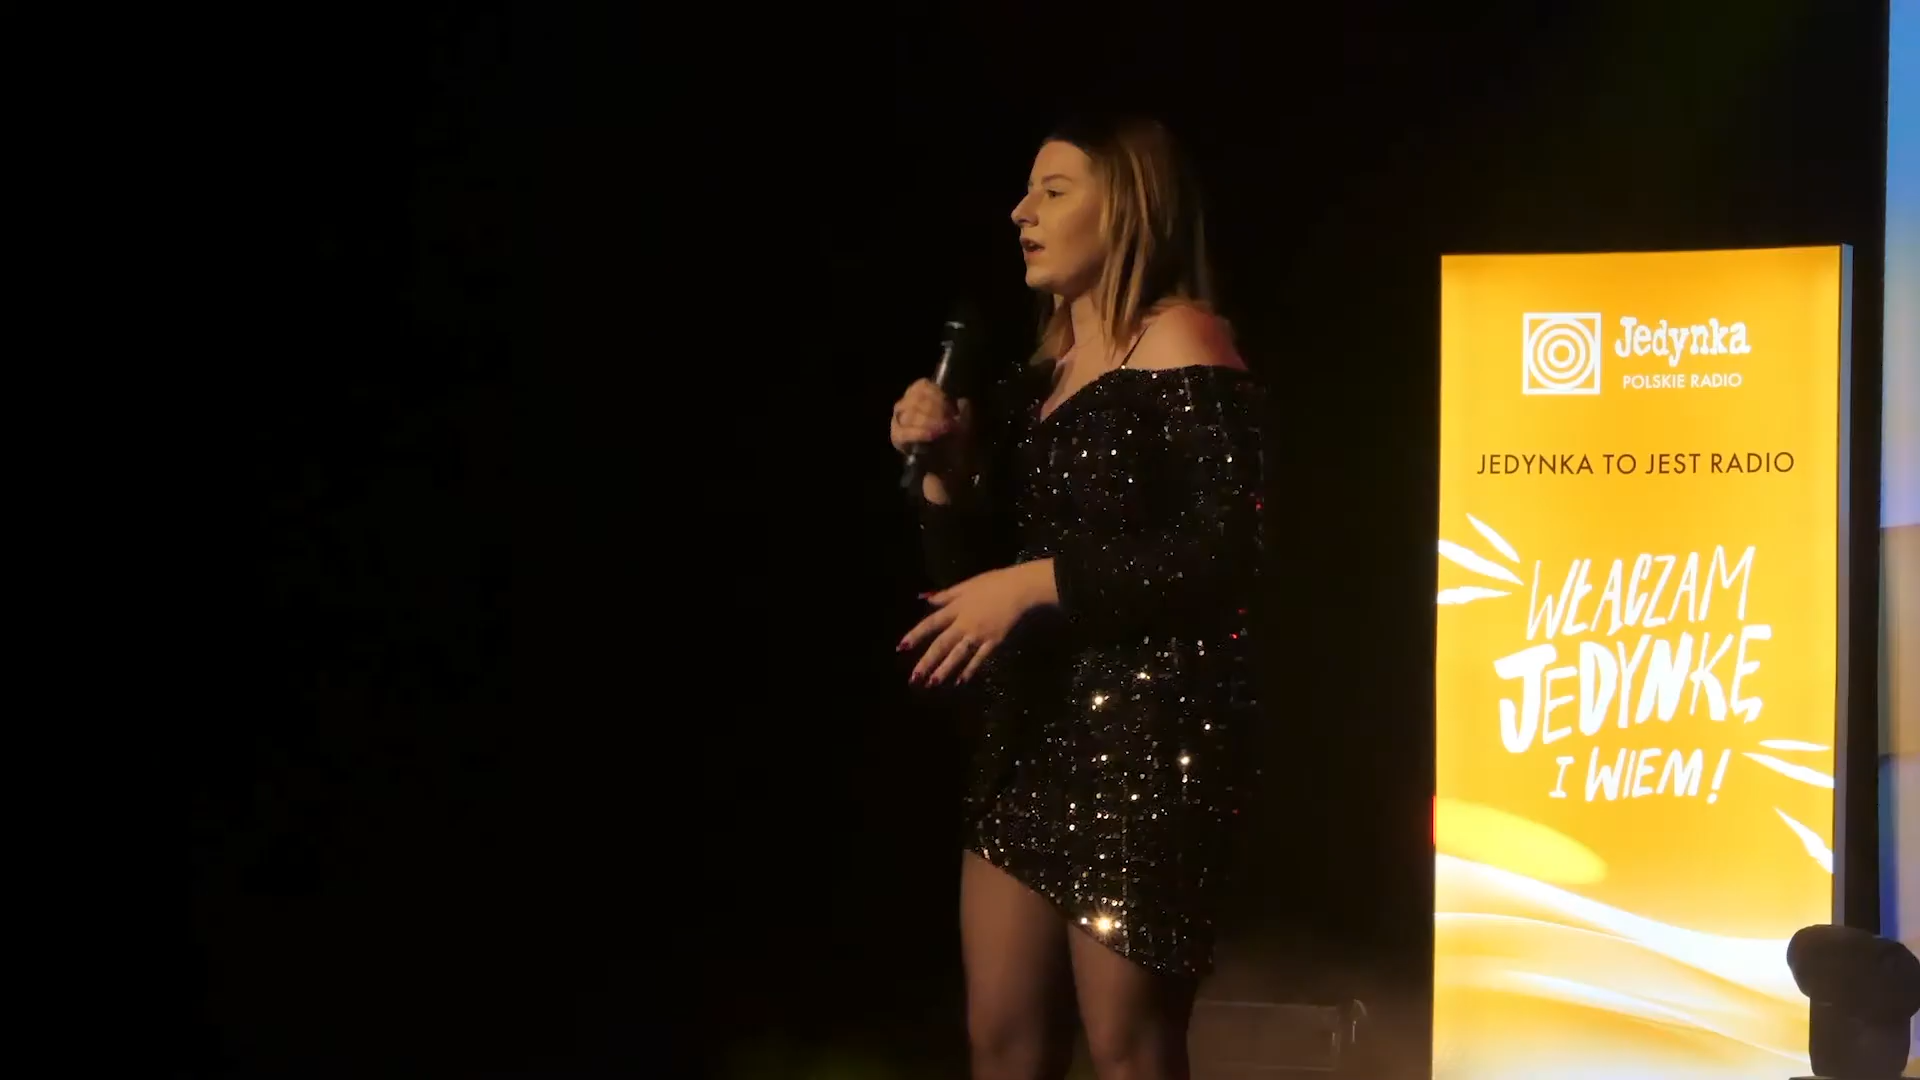 Jedynka
POLSKIE RADIO
JEDYNKA TO JEST RADIO
WŁĄCZAM
JEDYNKĘ
I WIEM!